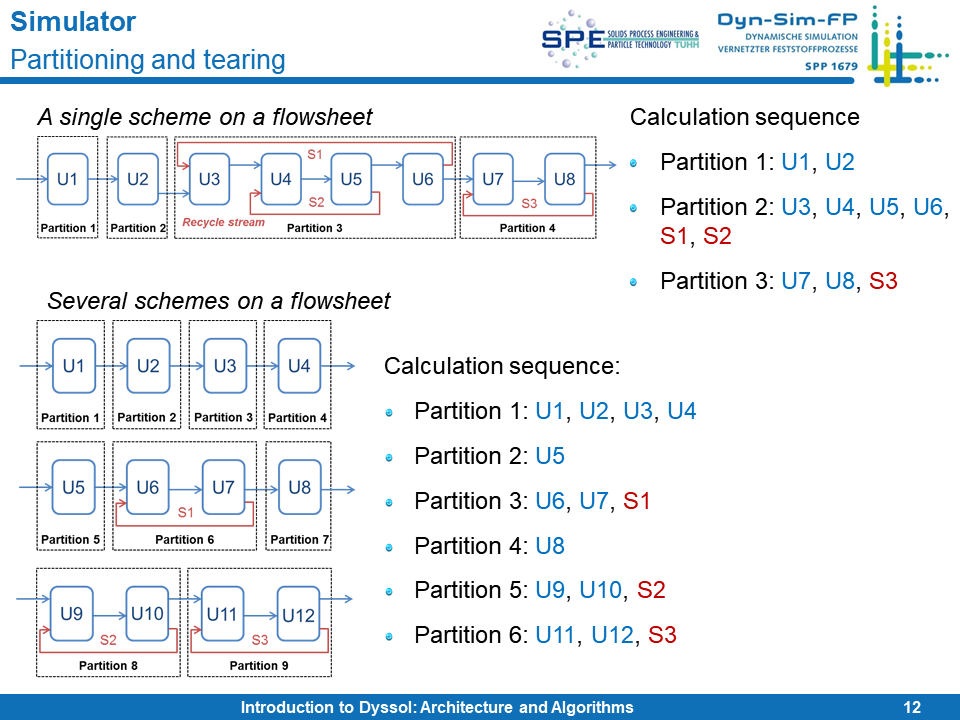 Simulator
Partitioning and tearing
SPE SOLIDS PROCESS ENGINEERING & PARTICLE TECHNOLOGY TUHH
Dyn-Sim-FP
DYNAMISCHE SIMULATION
VERNETZTER FESTSTOFFPROZESSE
SPP 1679
A single scheme on a flowsheet
S1
U1 U2 U3 U4 U5 U6 U7 U8
S2 S3
Recycle stream
Partition 1 Partition 2 Partition 3 Partition 4
Calculation sequence
Partition 1: U1, U2
Partition 2: U3, U4, U5, U6,
S1, S2
Partition 3: U7, U8, S3
Several schemes on a flowsheet
U1 U2 U3 U4
Partition 1 Partition 2 Partition 3 Partition 4
U5 U6 U7 U8
S1
Partition 5 Partition 6 Partition 7
U9 U10 U11 U12
S2 S3
Partition 8 Partition 9
Calculation sequence:
Partition 1: U1, U2, U3, U4
Partition 2: U5
Partition 3: U6, U7, S1
Partition 4: U8
Partition 5: U9, U10, S2
Partition 6: U11, U12, S3
Introduction to Dyssol: Architecture and Algorithms
12